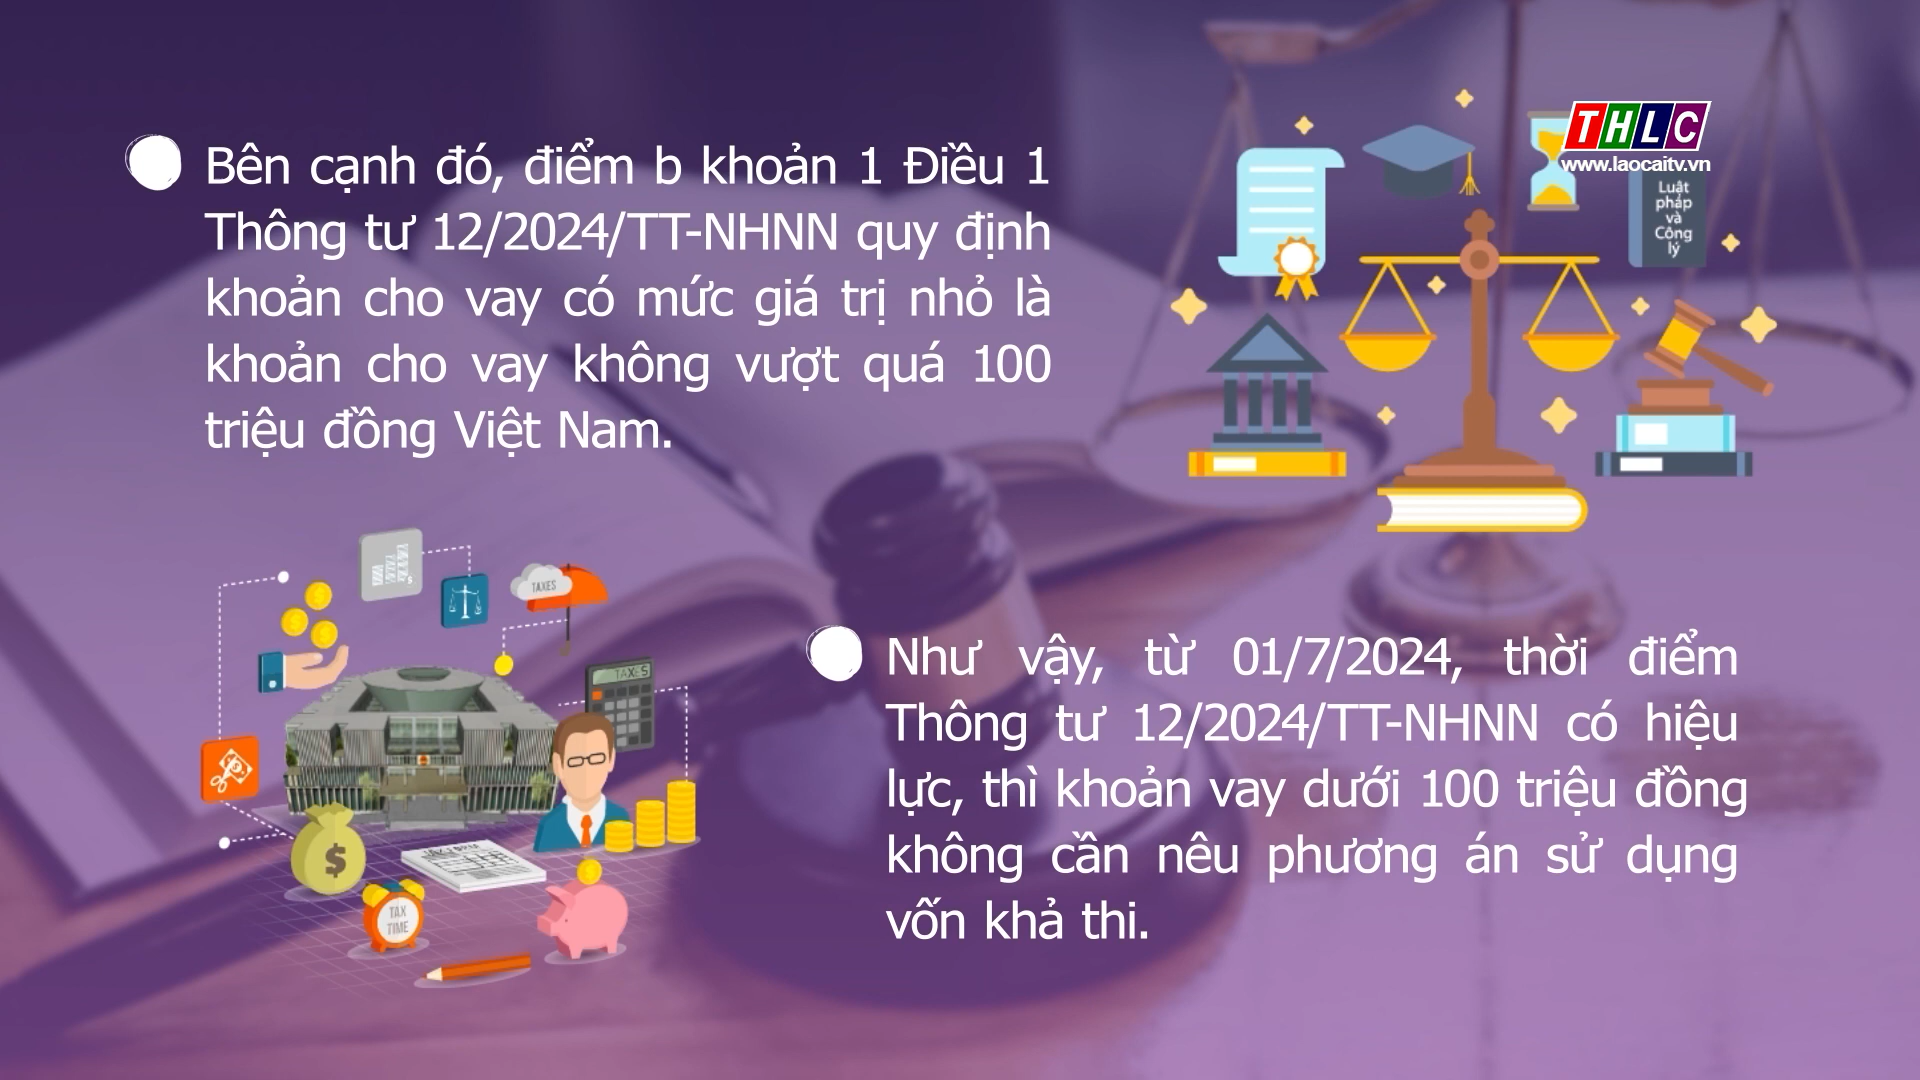 THLC
www.laocaitv.vn
Bên cạnh đó, điểm b khoản 1 Điều 1
Thông tư 12/2024/TT-NHNN quy định
khoản cho vay có mức giá trị nhỏ là
khoản cho vay không vượt quá 100
triệu đồng Việt Nam.
Luật
pháp
và
Công
lý
TAXES
TAXES
TAX
TIME
Như vậy, từ 01/7/2024, thời điểm
Thông tư 12/2024/TT-NHNN có hiệu
lực, thì khoản vay dưới 100 triệu đồng
không cần nêu phương án sử dụng
vốn khả thi.